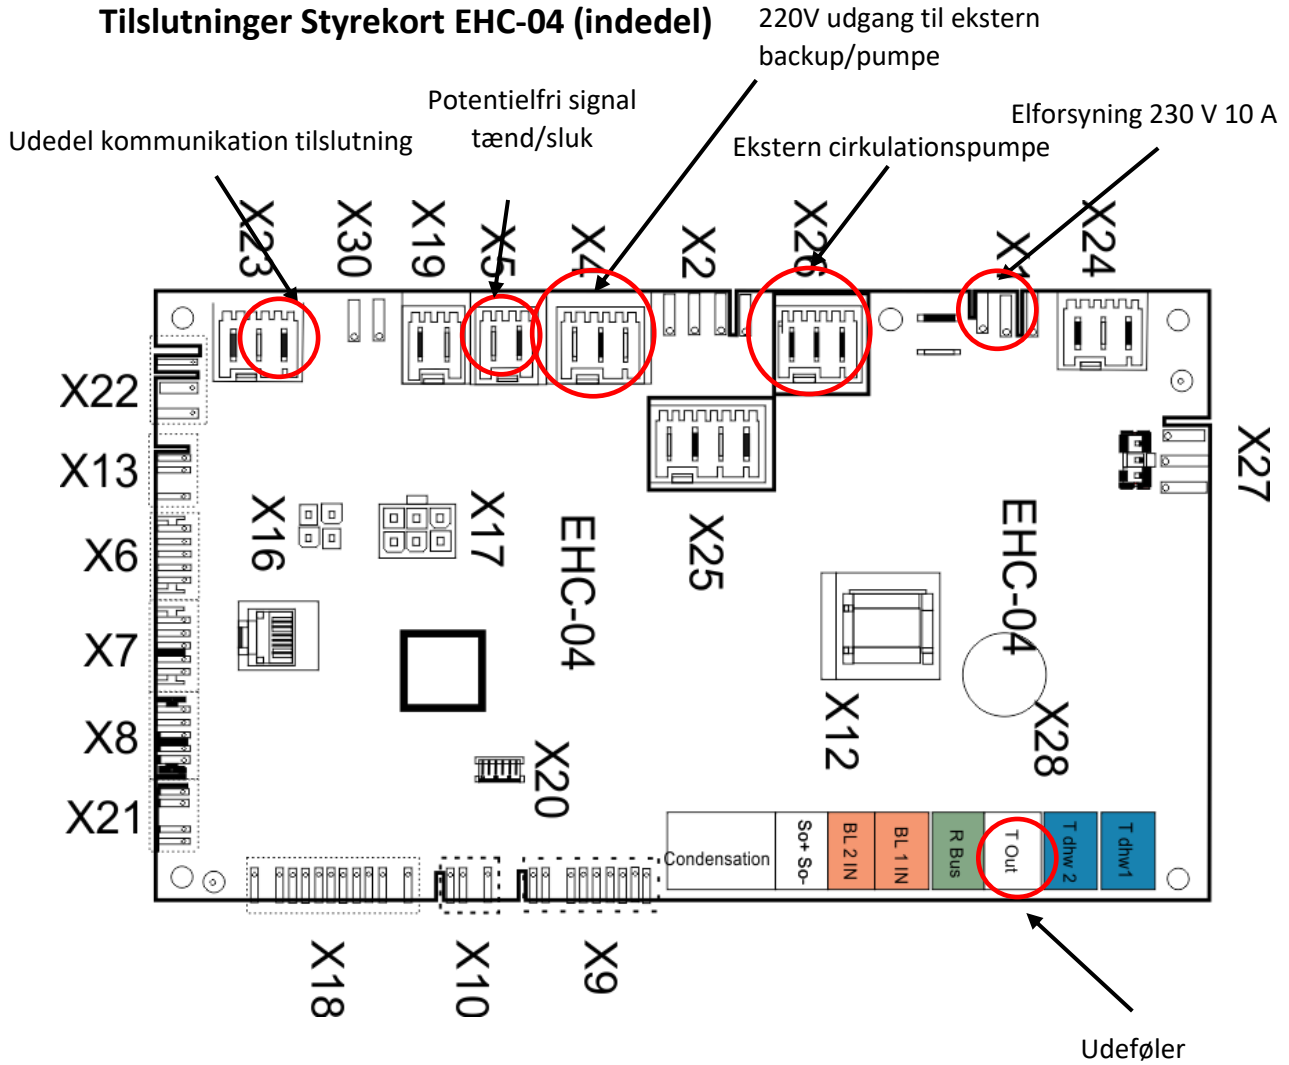 Tilslutninger Styrekort EHC-04 (indedel)
220V udgang til ekstern
backup/pumpe
Potentielfri signal
tænd/sluk
Elforsyning 230 V 10 A
Udedel kommunikation tilslutning
Ekstern cirkulationspumpe
X23
X30
X19
X5
X4
X2
X26
X1
X24
X22
X13
X6
X7
X8
X21
X16
X17
EHC-04
X25
EHC-04
X27
X12
X28
X20
Condensation
So+ So-
BL 2 IN
BL 1 IN
R Bus
T Out
T dhw 2
T dhw1
X18
X10
X9
Udeføler